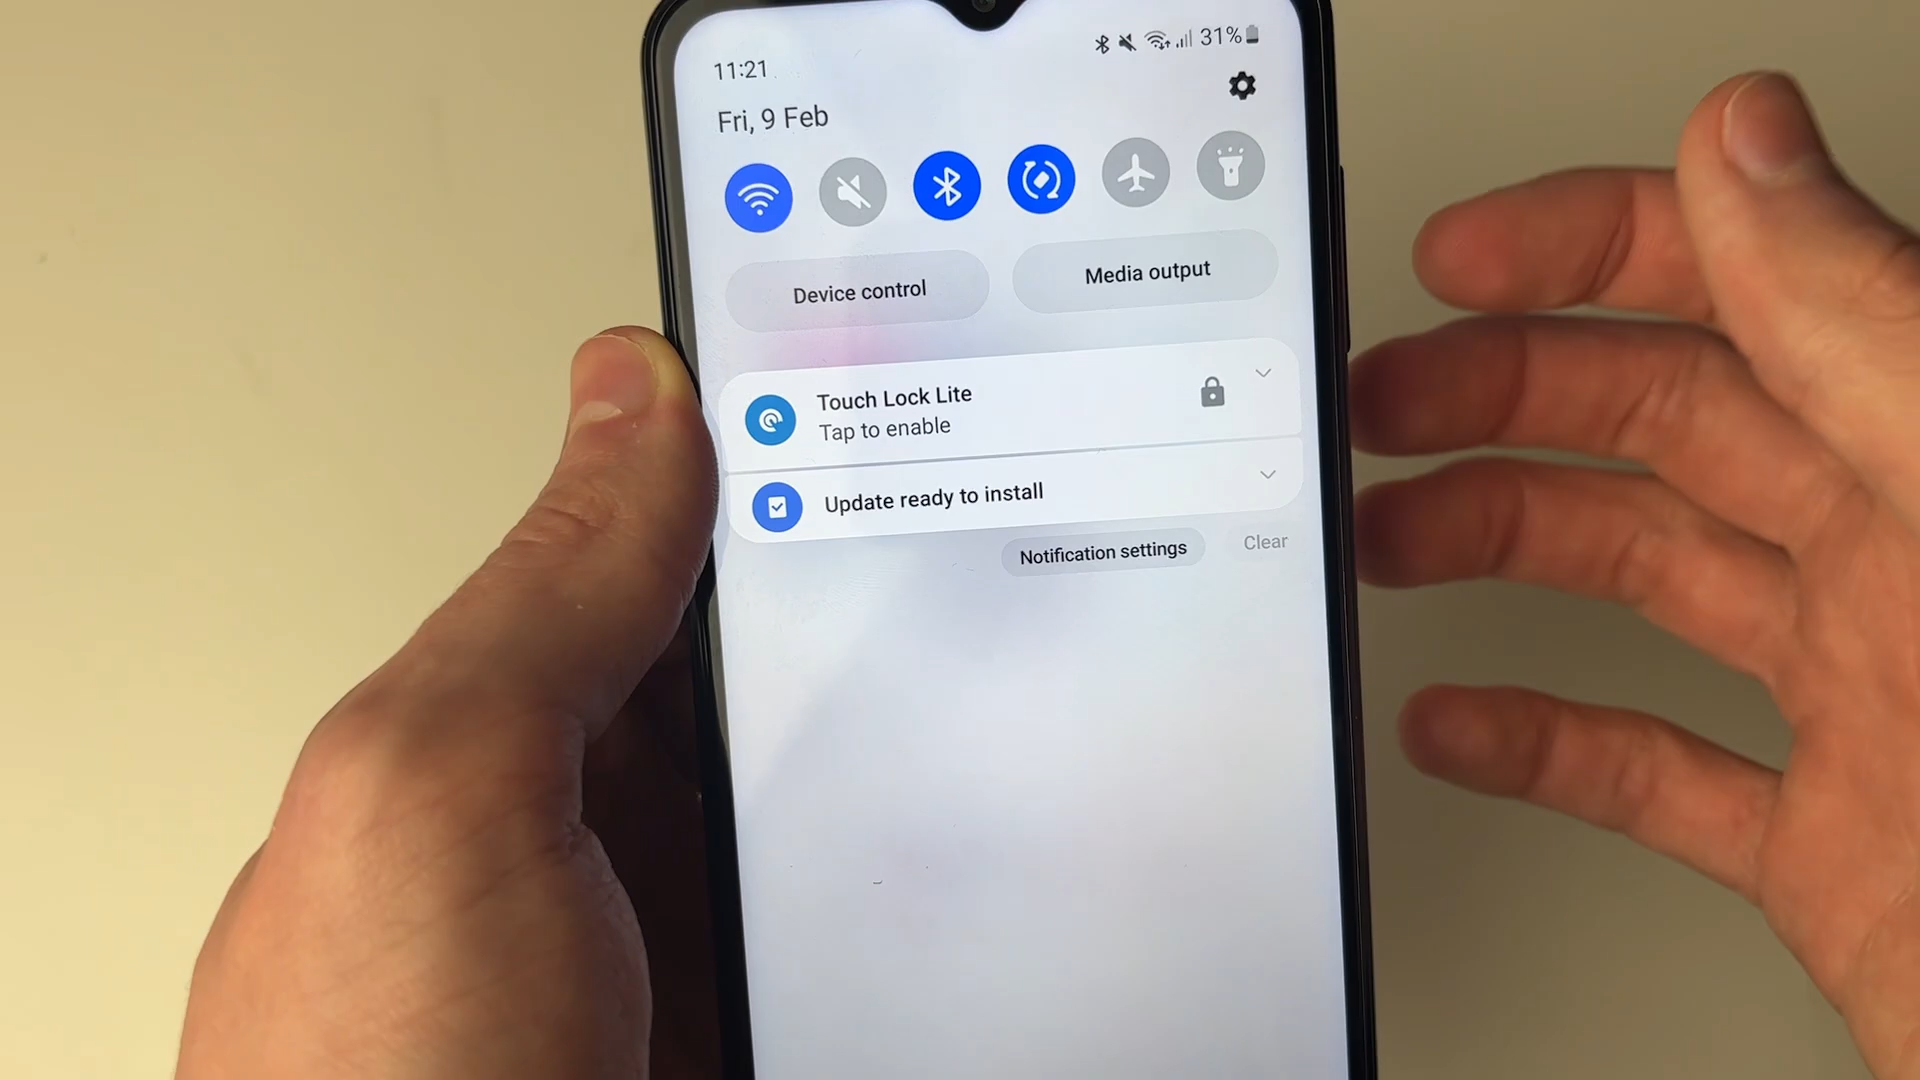 11:21
31%
Fri, 9 Feb
Device control
Media output
Touch Lock Lite
Tap to enable
Update ready to install
Notification settings
Clear